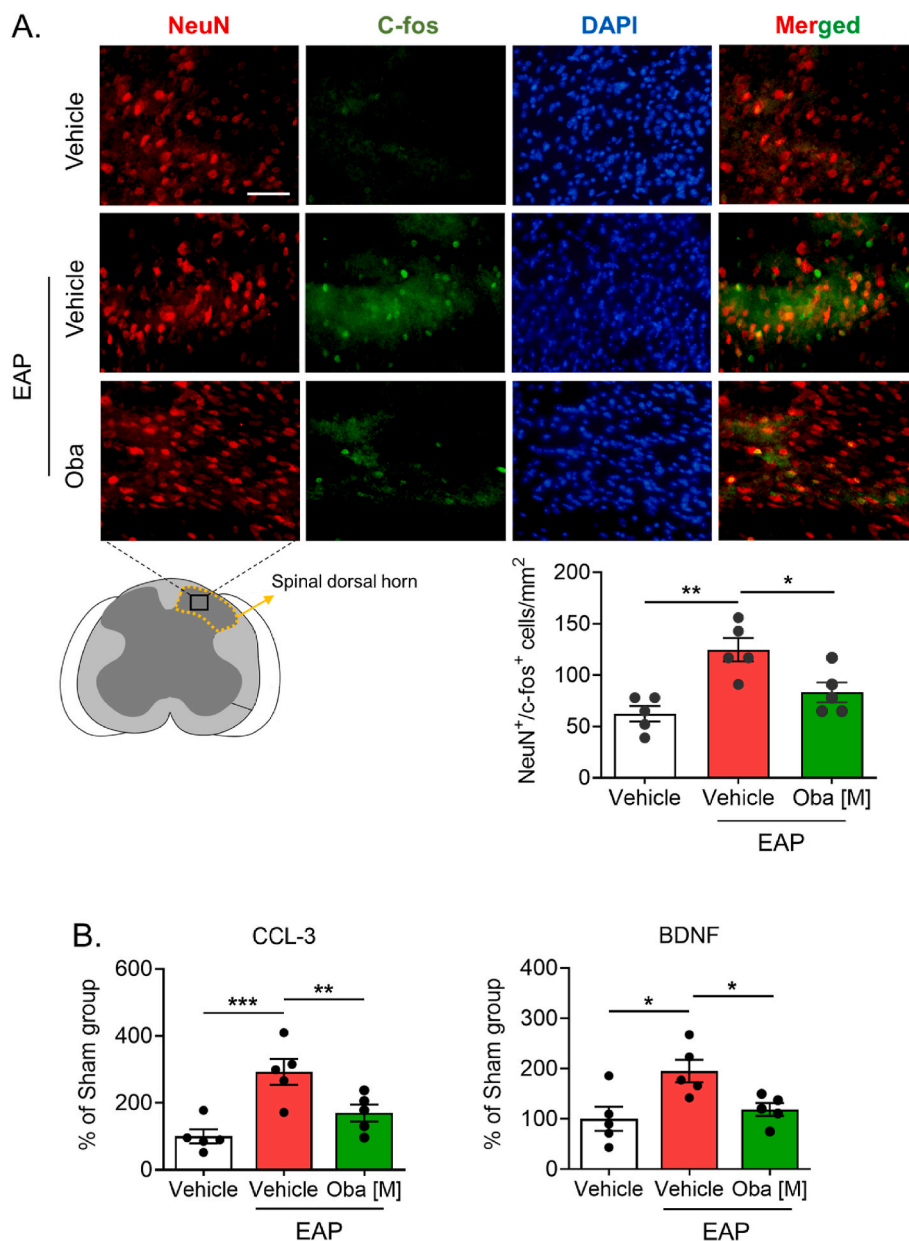 A.
NeuN C-fos DAPI Merged
Vehicle
EAP
Vehicle
Oba
Spinal dorsal horn
NeuN⁺/c-fos⁺ cells/mm²
200
150
100
50
0
** *
Vehicle Vehicle Oba [M]
EAP
B.
CCL-3
% of Sham group
600
400
200
0
*** **
Vehicle Vehicle Oba [M]
EAP
BDNF
% of Sham group
400
300
200
100
0
* *
Vehicle Vehicle Oba [M]
EAP